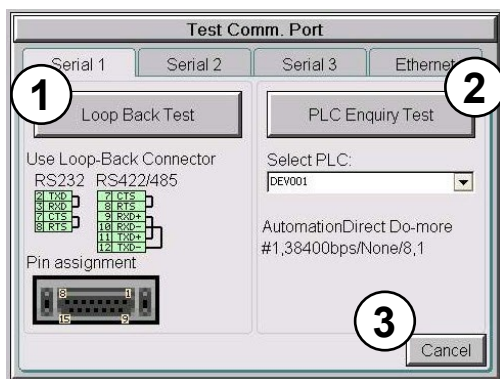 Test Comm. Port
Serial 1
Serial 2
Serial 3
Ethernet
1
2
Loop Back Test
PLC Enquiry Test
Use Loop-Back Connector
RS232 RS422/485
2 TXD
3 RXD
7 CTS
8 RTS
7 CTS
8 RTS
9 RXD+
10 RXD-
11 TXD+
12 TXD-
Pin assignment
8 1
15 9
Select PLC:
DEV001
AutomationDirect Do-more
#1,38400bps/None/8,1
3
Cancel